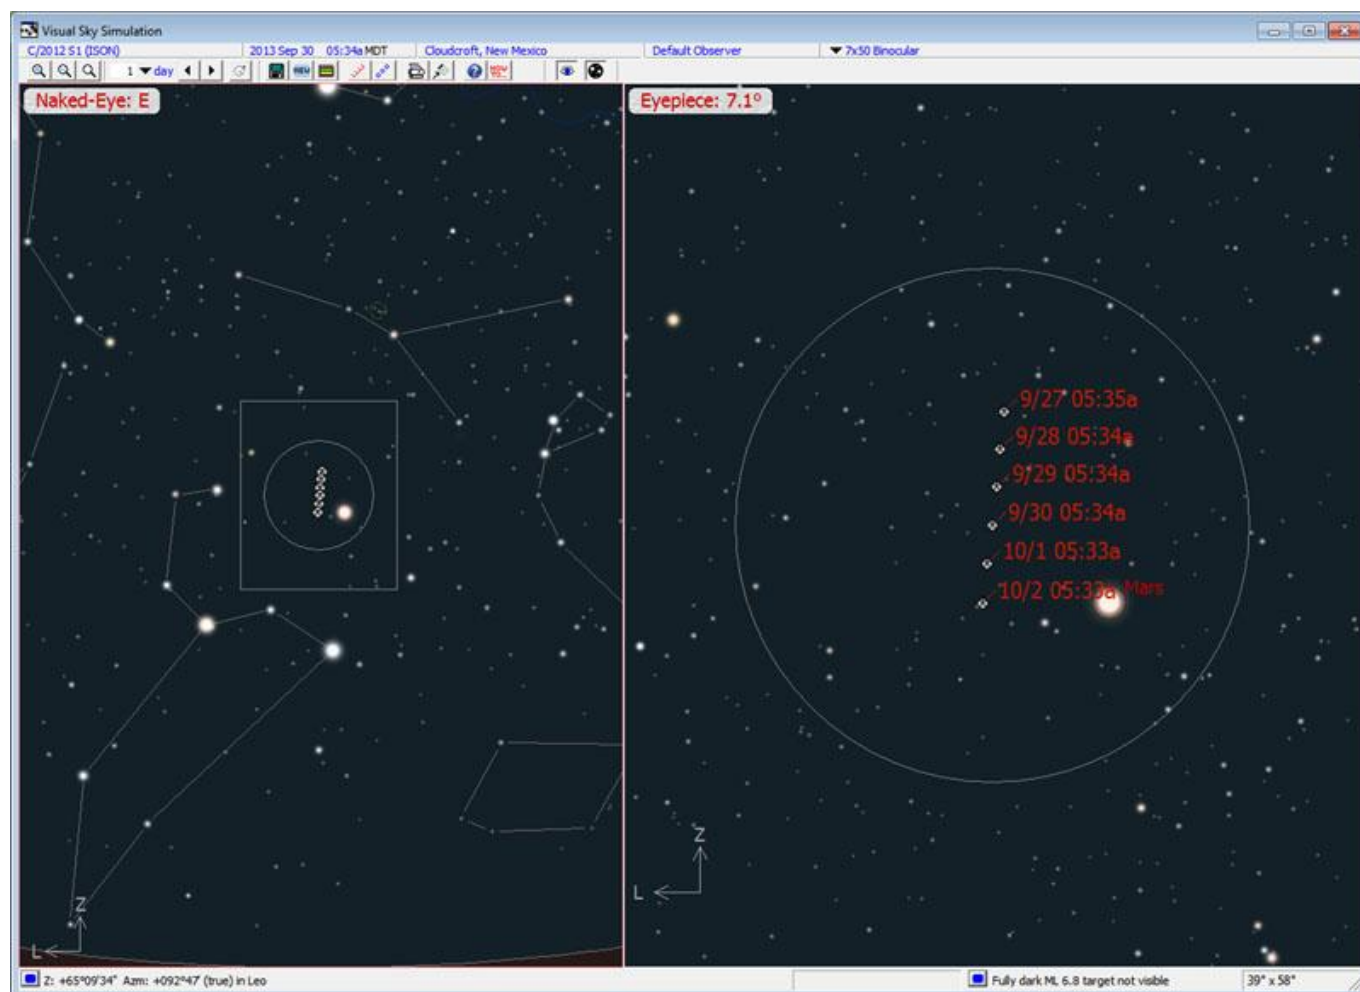 Visual Sky Simulation
C/2012 S1 (ISON) 2013 Sep 30 05:34a MDT Cloudcroft, New Mexico Default Observer 7x50 Binocular
1 day
Naked-Eye: E
Eyepiece: 7.1°
9/27 05:35a
9/28 05:34a
9/29 05:34a
9/30 05:34a
10/1 05:33a
10/2 05:33a Mars
Z
L
Z
L
Z: +65°09'34" Azm: +092°47' (true) in Leo
Fully dark ML 6.8 target not visible
39° x 58°